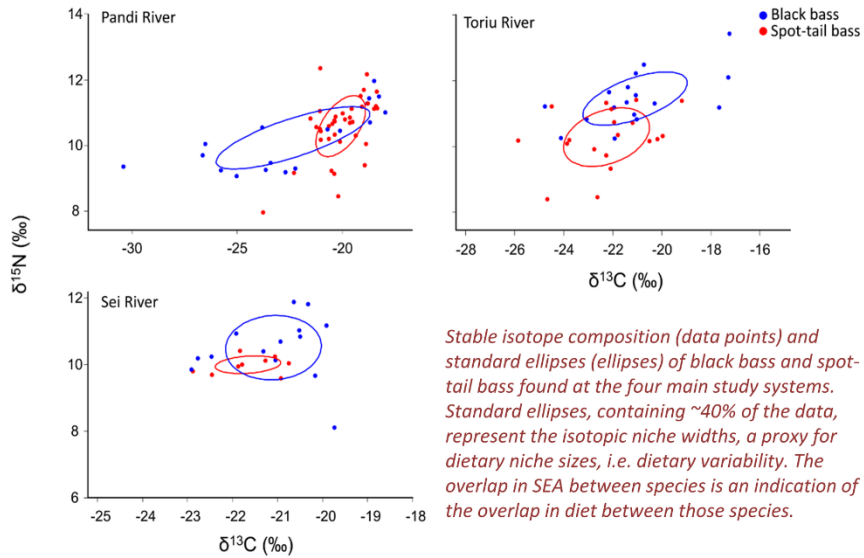 Pandi River
Toriu River
Black bass
Spot-tail bass
14
12
10
8
-30
-25
-20
-28
-26
-24
-22
-20
-18
-16
δ13C (‰)
δ15N (‰)
Sei River
12
10
8
6
-25
-24
-23
-22
-21
-20
-19
-18
δ13C (‰)
Stable isotope composition (data points) and
standard ellipses (ellipses) of black bass and spot-
tail bass found at the four main study systems.
Standard ellipses, containing ~40% of the data,
represent the isotopic niche widths, a proxy for
dietary niche sizes, i.e. dietary variability. The
overlap in SEA between species is an indication of
the overlap in diet between those species.